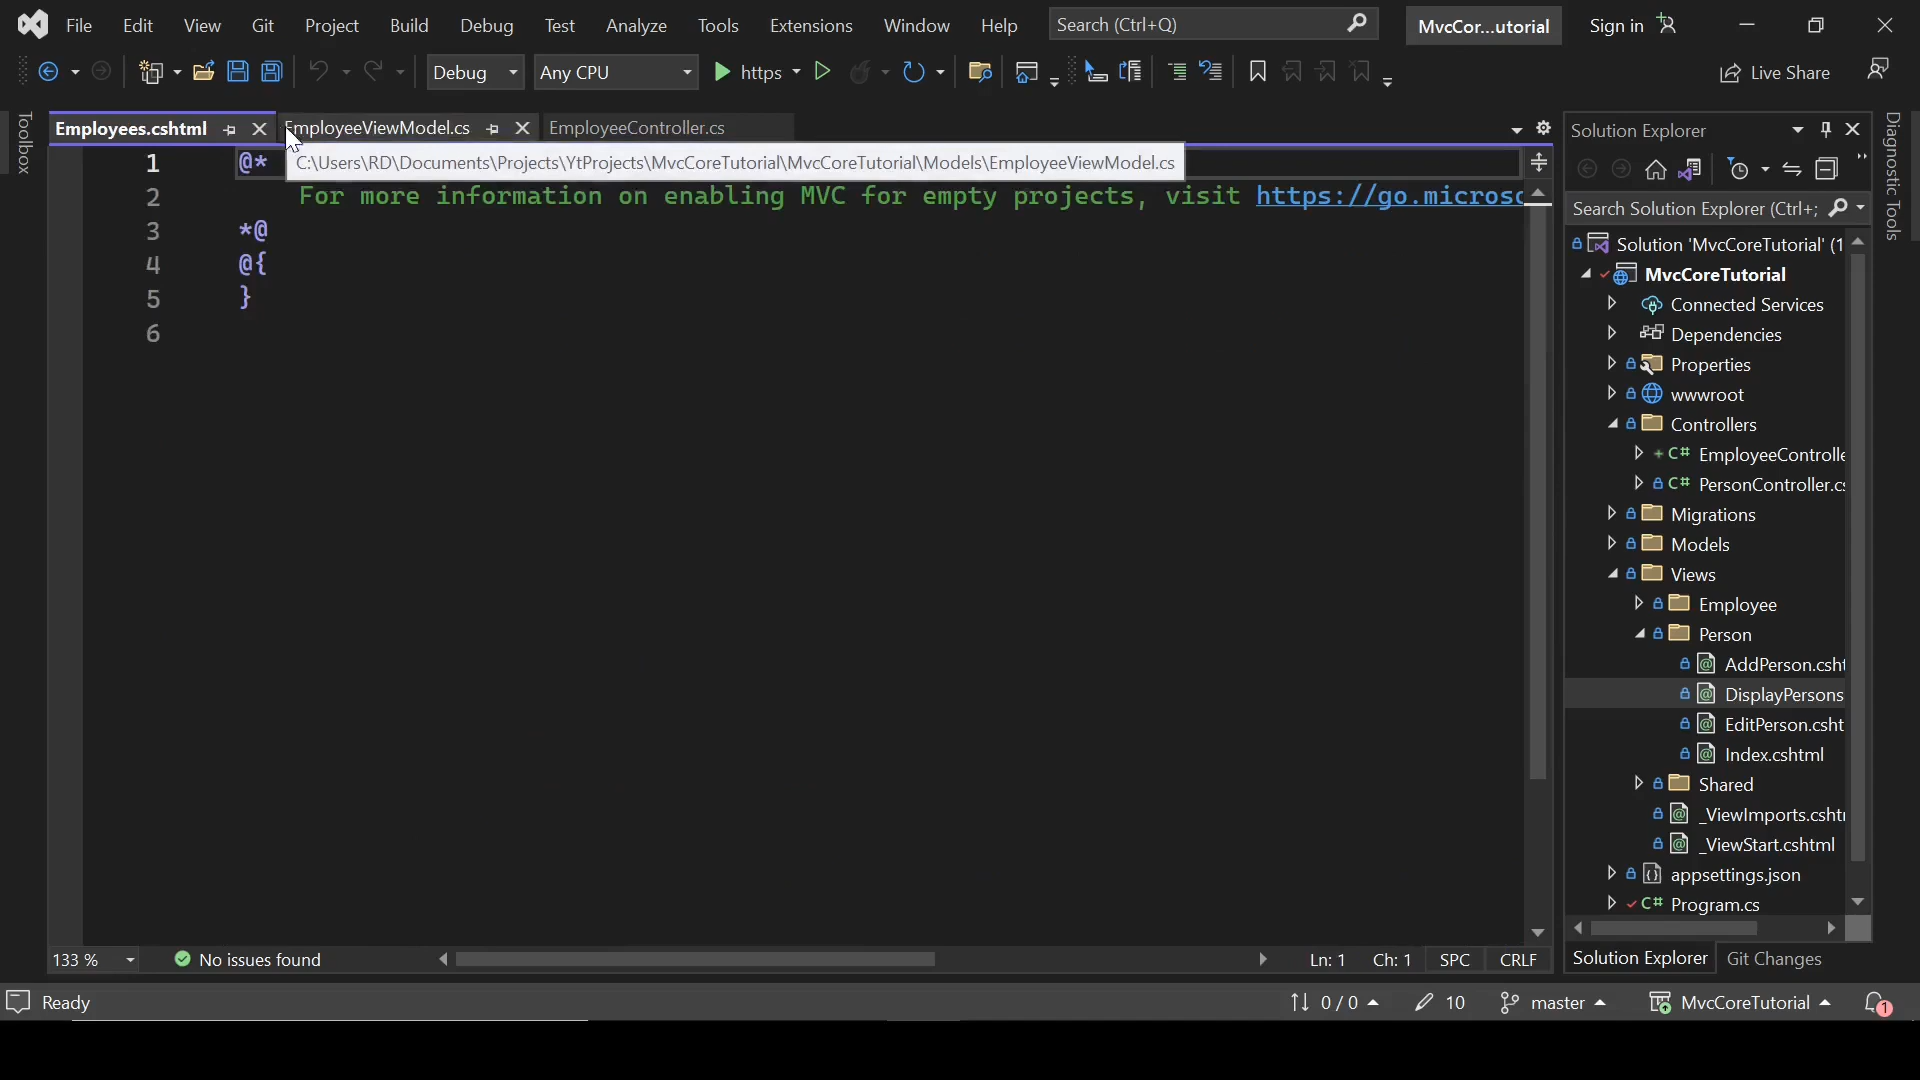 File Edit View Git Project Build Debug Test Analyze Tools Extensions Window Help Search (Ctrl+Q) MvcCor...utorial Sign in
Debug Any CPU https Live Share
Toolbox
Employees.cshtml EmployeeViewModel.cs EmployeeController.cs
C:\Users\RD\Documents\Projects\YtProjects\MvcCoreTutorial\MvcCoreTutorial\Models\EmployeeViewModel.cs
1 @*
2 For more information on enabling MVC for empty projects, visit https://go.microsc
3 *@
4 @{
5 }
6
133 % No issues found Ln: 1 Ch: 1 SPC CRLF
Solution Explorer
Search Solution Explorer (Ctrl+;
Solution 'MvcCoreTutorial' (1
MvcCoreTutorial
Connected Services
Dependencies
Properties
wwwroot
Controllers
C# EmployeeControlle
C# PersonController.cs
Migrations
Models
Views
Employee
Person
AddPerson.csht
DisplayPersons
EditPerson.csht
Index.cshtml
Shared
_ViewImports.cshtm
_ViewStart.cshtml
appsettings.json
C# Program.cs
Solution Explorer Git Changes
Diagnostic Tools
Ready 0 / 0 10 master MvcCoreTutorial 1